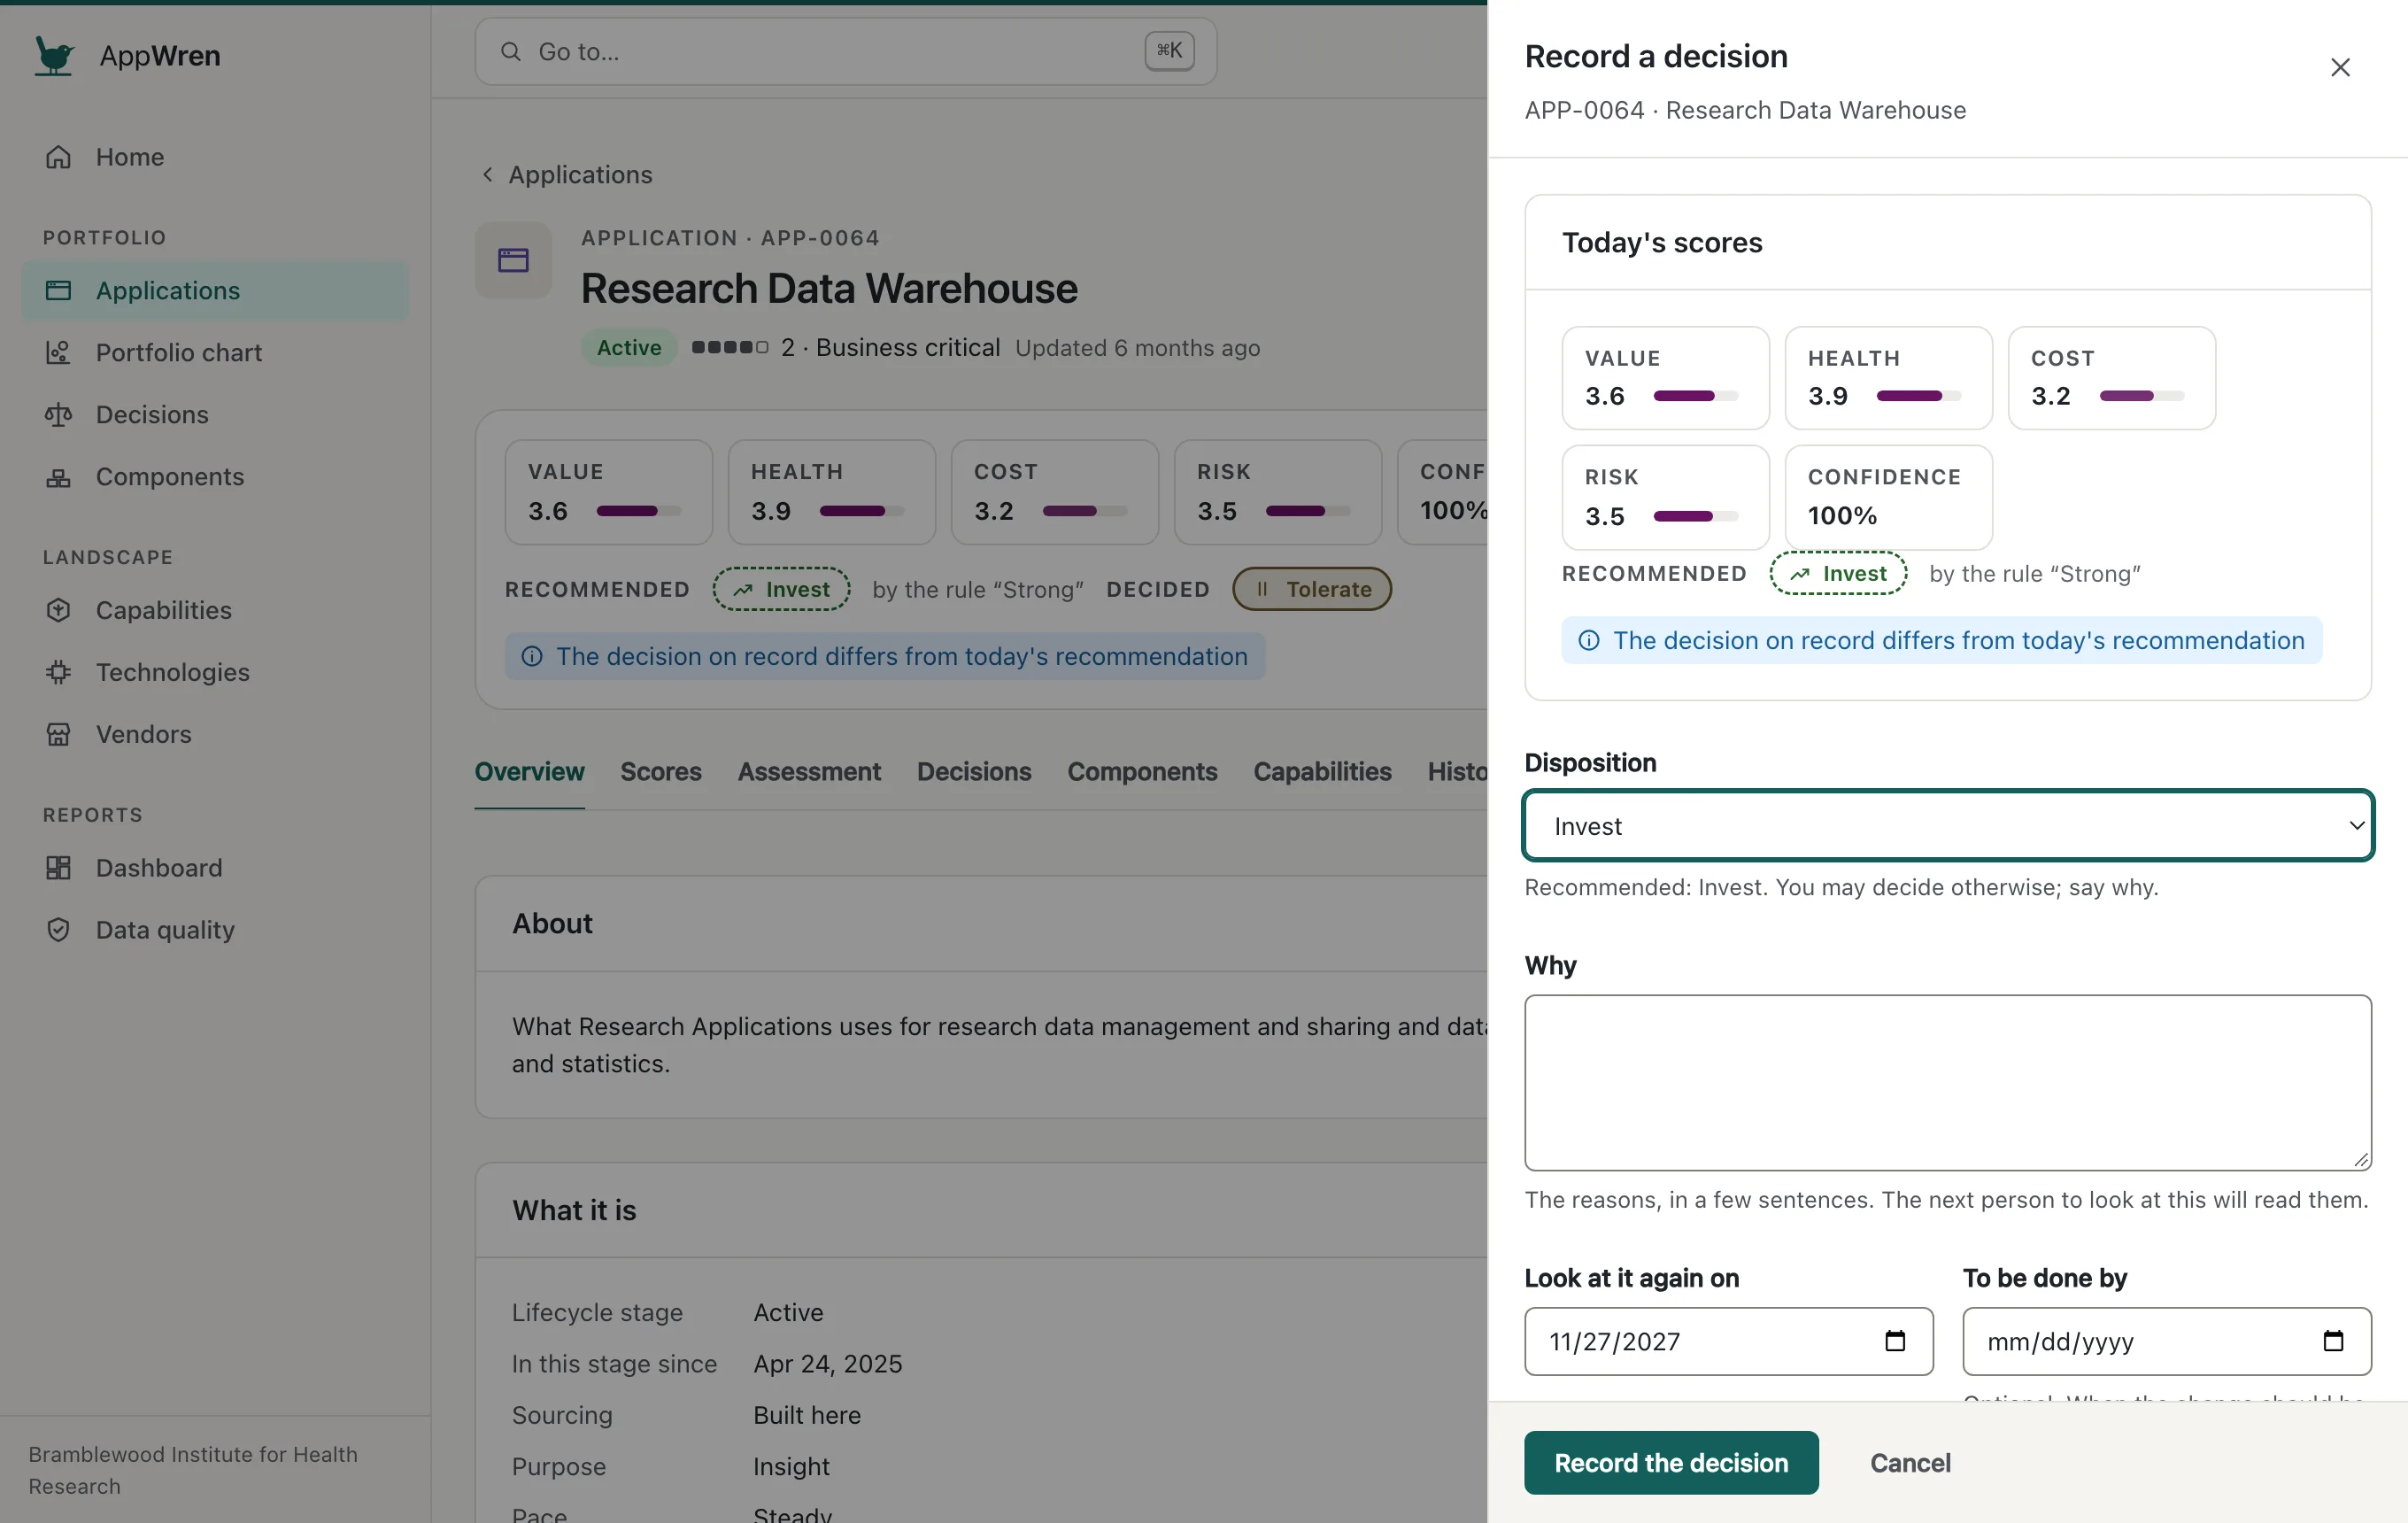 AppWren
Home
PORTFOLIO
Applications
Portfolio chart
Decisions
Components
LANDSCAPE
Capabilities
Technologies
Vendors
REPORTS
Dashboard
Data quality
Bramblewood Institute for Health
Research
Go to...
⌘K
Applications
APPLICATION · APP-0064
Research Data Warehouse
Active 2 · Business critical Updated 6 months ago
VALUE HEALTH COST RISK CONF
3.6 3.9 3.2 3.5 100%
RECOMMENDED Invest by the rule “Strong” DECIDED Tolerate
The decision on record differs from today's recommendation
Overview Scores Assessment Decisions Components Capabilities Histo
About
What Research Applications uses for research data management and sharing and data
and statistics.
What it is
Lifecycle stage Active
In this stage since Apr 24, 2025
Sourcing Built here
Purpose Insight
Pace Steady
Record a decision
APP-0064 · Research Data Warehouse
Today's scores
VALUE HEALTH COST
3.6 3.9 3.2
RISK CONFIDENCE
3.5 100%
RECOMMENDED Invest by the rule “Strong”
The decision on record differs from today's recommendation
Disposition
Invest
Recommended: Invest. You may decide otherwise; say why.
Why
The reasons, in a few sentences. The next person to look at this will read them.
Look at it again on To be done by
11/27/2027 mm/dd/yyyy
Optional. When the change should be
Record the decision Cancel